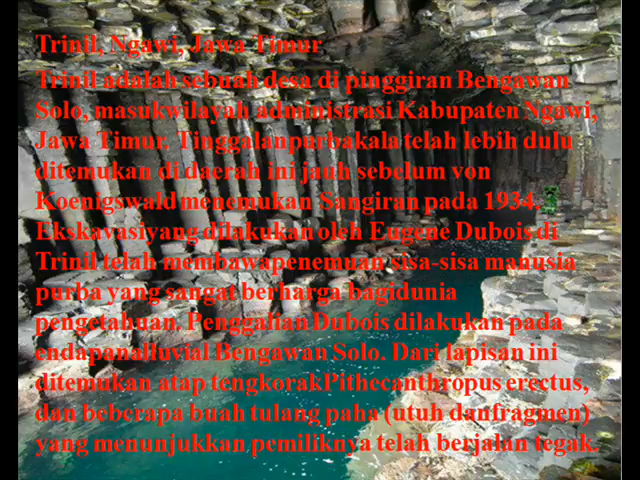 Trinil, Ngawi, Jawa Timur
Trinil adalah sebuah desa di pinggiran Bengawan
Solo, masukwilayah administrasi Kabupaten Ngawi,
Jawa Timur. Tinggalanpurbakala telah lebih dulu
ditemukan di daerah ini jauh sebelum von
Koenigswald menemukan Sangiran pada 1934.
Ekskavasiyang dilakukan oleh Eugene Dubois di
Trinil telah membawapenemuan sisa-sisa manusia
purba yang sangat berharga bagidunia
pengetahuan. Penggalian Dubois dilakukan pada
endapanalluvial Bengawan Solo. Dari lapisan ini
ditemukan atap tengkorakPithecanthropus erectus,
dan beberapa buah tulang paha (utuh danfragmen)
yang menunjukkan pemiliknya telah berjalan tegak.